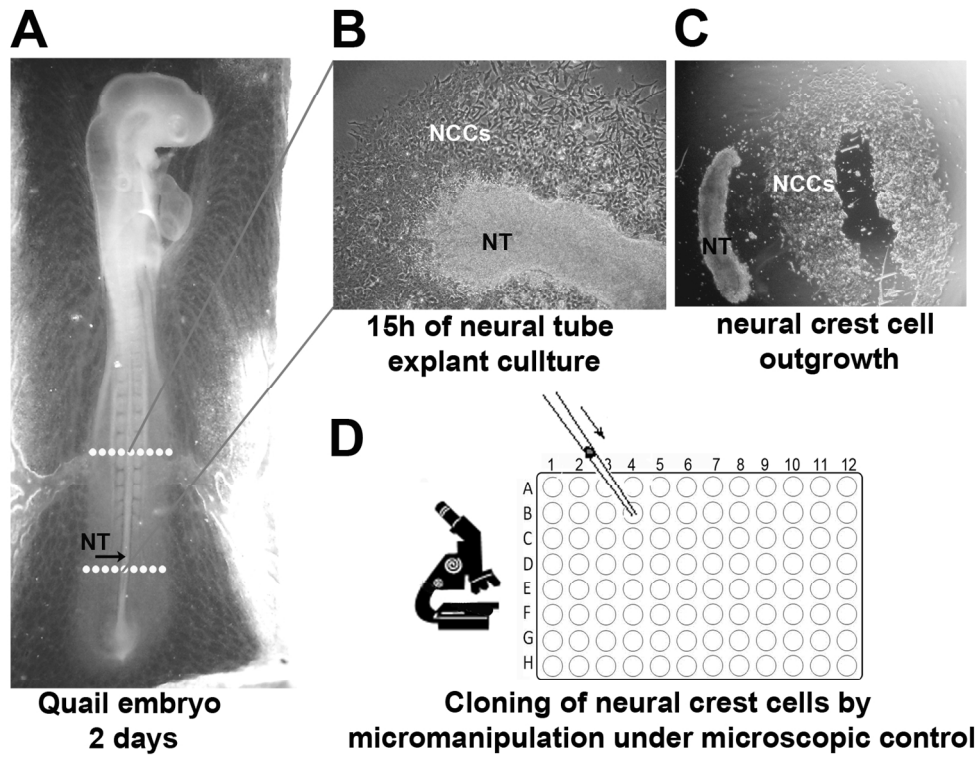 A
NT
Quail embryo
2 days
B
NCCs
NT
15h of neural tube
explant cullture
C
NCCs
NT
neural crest cell
outgrowth
D
1 2 3 4 5 6 7 8 9 10 11 12
A
B
C
D
E
F
G
H
Cloning of neural crest cells by
micromanipulation under microscopic control